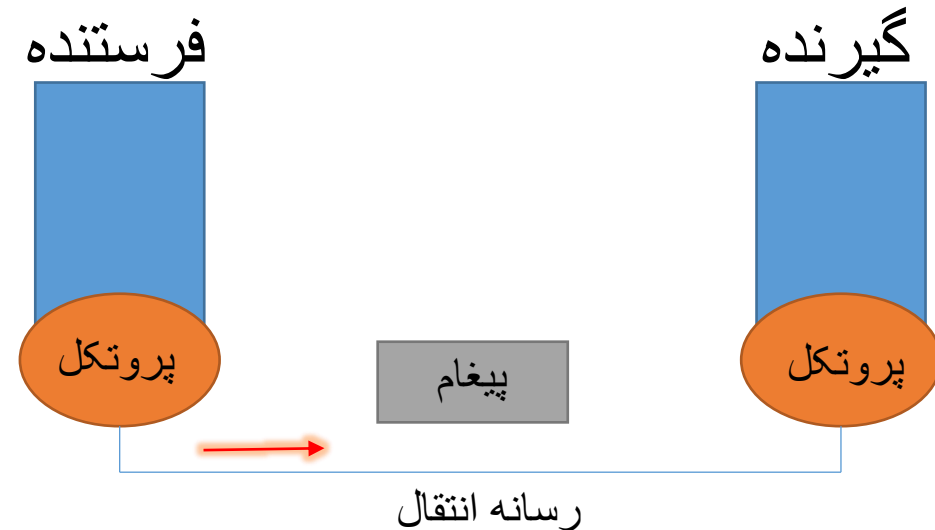 گیرنده
فرستنده
پروتکل
پیغام
پروتکل
رسانه انتقال